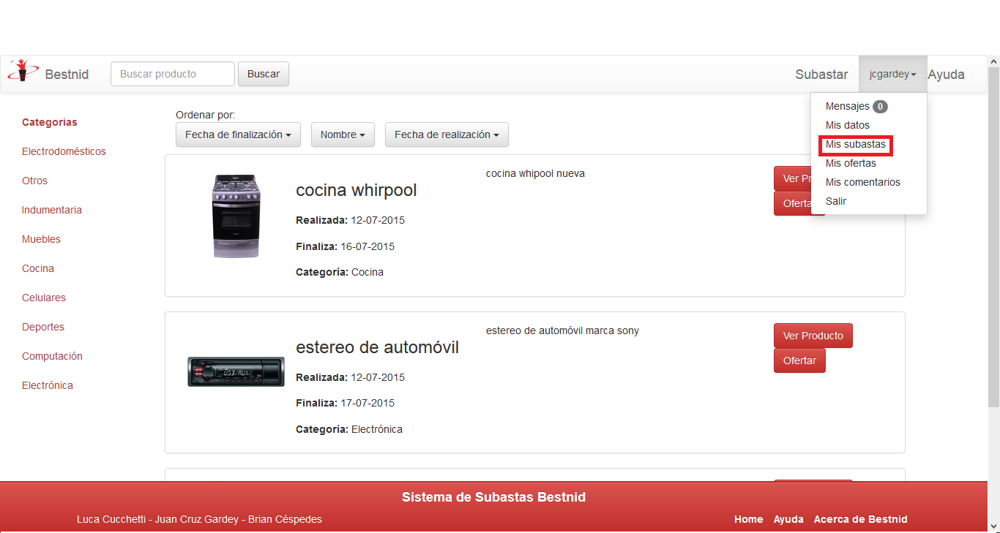 Bestnid
Buscar producto
Buscar
Subastar
jcgardey
Ayuda
Mensajes 0
Mis datos
Mis subastas
Mis ofertas
Mis comentarios
Salir
Categorias
Electrodomésticos
Otros
Indumentaria
Muebles
Cocina
Celulares
Deportes
Computación
Electrónica
Ordenar por:
Fecha de finalización
Nombre
Fecha de realización
cocina whirpool
Realizada: 12-07-2015
Finaliza: 16-07-2015
Categoría: Cocina
cocina whipool nueva
Ver
estereo de automóvil
Realizada: 12-07-2015
Finaliza: 17-07-2015
Categoría: Electrónica
estereo de automóvil marca sony
Ver Producto
Ofertar
Sistema de Subastas Bestnid
Luca Cucchetti - Juan Cruz Gardey - Brian Céspedes
Home Ayuda Acerca de Bestnid